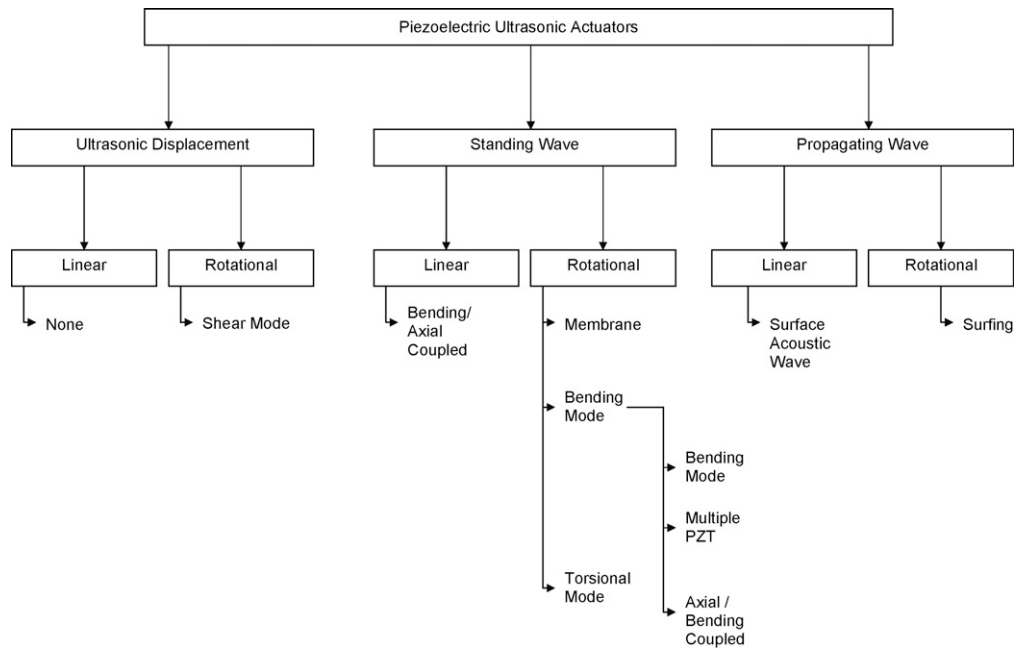 Piezoelectric Ultrasonic Actuators
Ultrasonic Displacement
Standing Wave
Propagating Wave
Linear
Rotational
Linear
Rotational
Linear
Rotational
None
Shear Mode
Bending/
Axial
Coupled
Membrane
Surface
Acoustic
Wave
Surfing
Bending
Mode
Bending
Mode
Multiple
PZT
Torsional
Mode
Axial /
Bending
Coupled